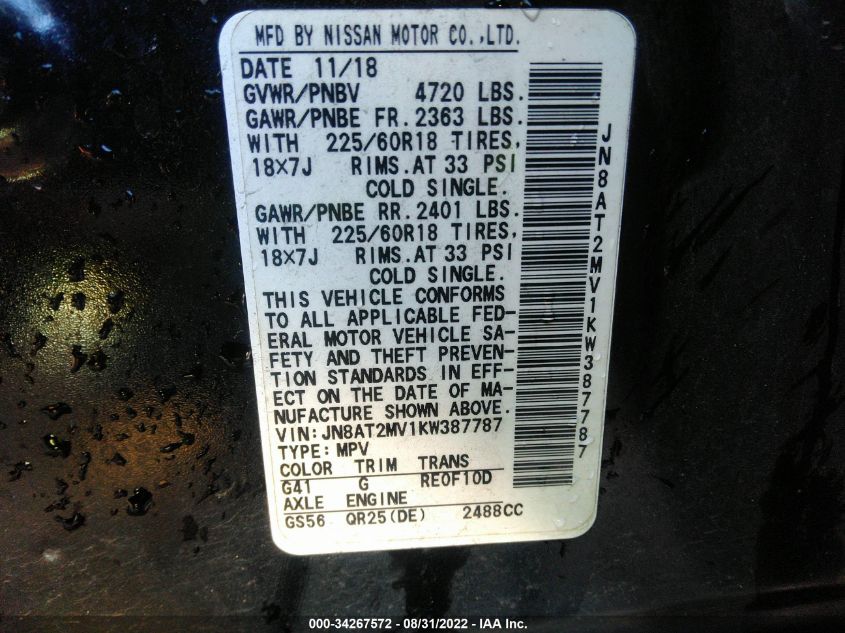 MFD BY NISSAN MOTOR CO.,LTD.
DATE 11/18
GVWR/PNBV 4720 LBS.
GAWR/PNBE FR. 2363 LBS.
WITH 225/60R18 TIRES,
18×7J RIMS. AT 33 PSI
COLD SINGLE.
GAWR/PNBE RR. 2401 LBS.
WITH 225/60R18 TIRES,
18×7J RIMS. AT 33 PSI
COLD SINGLE.
THIS VEHICLE CONFORMS
TO ALL APPLICABLE FED-
ERAL MOTOR VEHICLE SA-
FETY AND THEFT PREVEN-
TION STANDARDS IN EFF-
ECT ON THE DATE OF MA-
NUFACTURE SHOWN ABOVE.
VIN: JN8AT2MV1KW387787
TYPE: MPV
COLOR TRIM TRANS
G41 G RE0F10D
AXLE ENGINE
GS56 QR25(DE) 2488CC
JN8AT2MV1KW387787
000-34267572 - 08/31/2022 - IAA Inc.